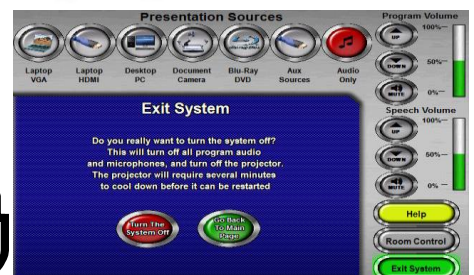 Presentation Sources
Laptop
VGA
Laptop
HDMI
Desktop
PC
Document
Camera
Blu-Ray
DVD
Aux
Sources
Audio
Only
Exit System
Do you really want to turn the system off?
This will turn off all program audio
and microphones, and turn off the projector.
The projector will require several minutes
to cool down before it can be restarted
Turn The
System Off
Go Back
To Main
Page
Program Volume
UP
100%
DOWN
50%
MUTE
0%
Speech Volume
UP
100%
DOWN
50%
MUTE
0%
Help
Room Control
Exit System